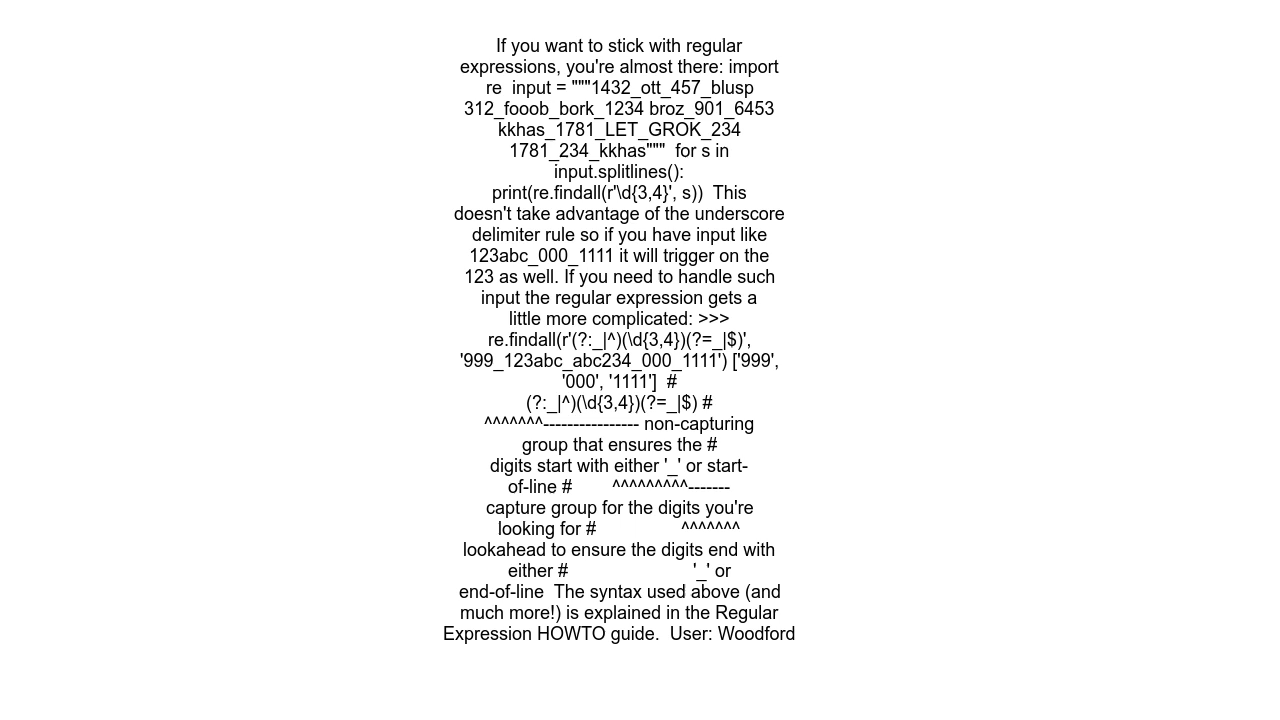 If you want to stick with regular
expressions, you're almost there: import
re  input = """1432_ott_457_blusp
312_fooob_bork_1234 broz_901_6453
kkhas_1781_LET_GROK_234
1781_234_kkhas"""  for s in
input.splitlines():
print(re.findall(r'\d{3,4}', s))  This
doesn't take advantage of the underscore
delimiter rule so if you have input like
123abc_000_1111 it will trigger on the
123 as well. If you need to handle such
input the regular expression gets a
little more complicated: >>>
re.findall(r'(?:_|^)(\d{3,4})(?=_|$)',
'999_123abc_abc234_000_1111') ['999',
'000', '1111']  #
(?:_|^)(\d{3,4})(?=_|$) #
^^^^^^^---------------- non-capturing
group that ensures the #
digits start with either '_' or start-
of-line #        ^^^^^^^^^-------
capture group for the digits you're
looking for #                 ^^^^^^^
lookahead to ensure the digits end with
either #                         '_' or
end-of-line  The syntax used above (and
much more!) is explained in the Regular
Expression HOWTO guide.  User: Woodford